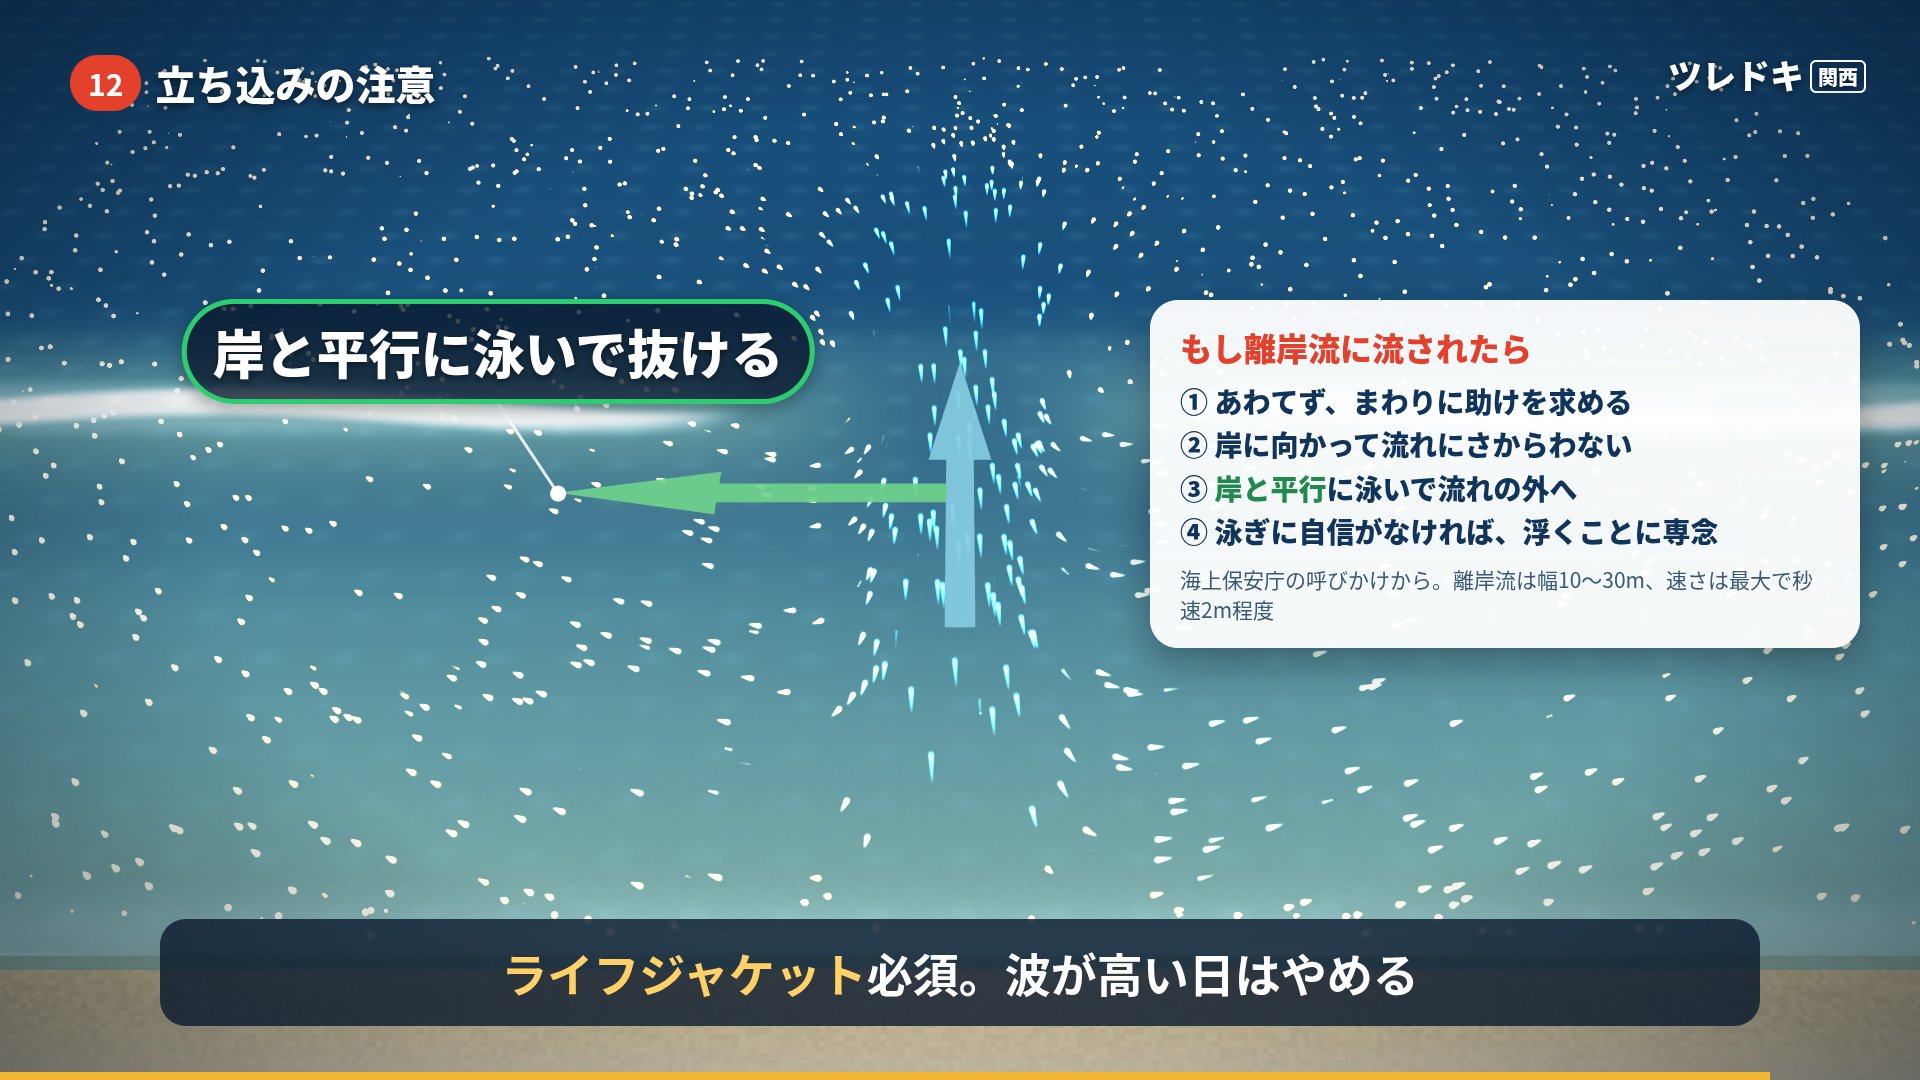 12 立ち込みの注意
ツレドキ 関西
岸と平行に泳いで抜ける
もし離岸流に流されたら
① あわてず、まわりに助けを求める
② 岸に向かって流れにさからわない
③ 岸と平行に泳いで流れの外へ
④ 泳ぎに自信がなければ、浮くことに専念
海上保安庁の呼びかけから。離岸流は幅10〜30m、速さは最大で秒
速2m程度
ライフジャケット必須。波が高い日はやめる